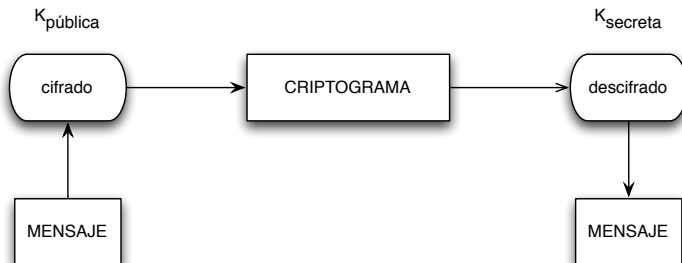 Kpública
Ksecreta
cifrado
CRIPTOGRAMA
descifrado
MENSAJE
MENSAJE